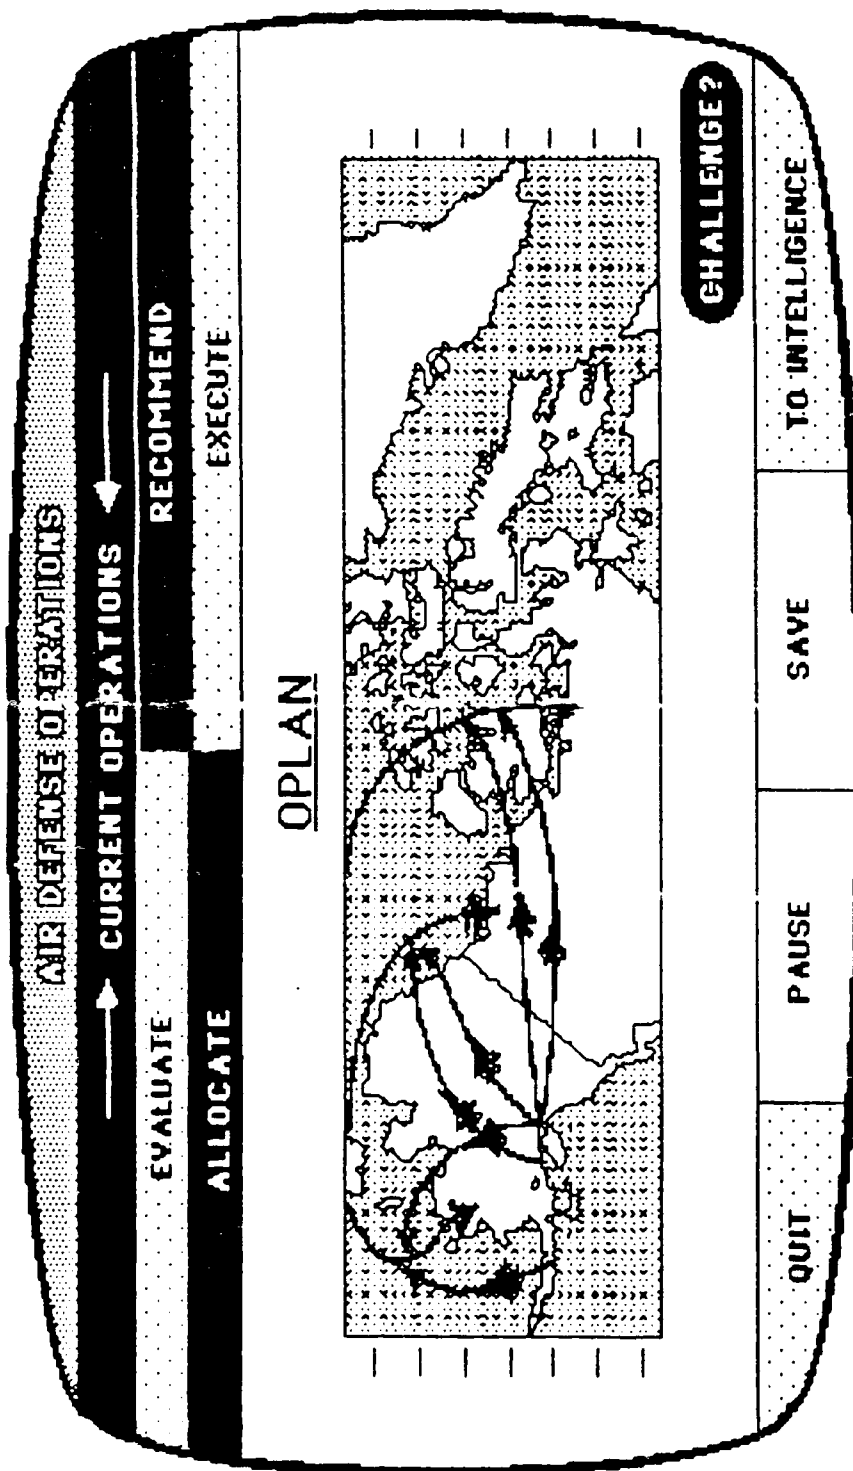 AIR DEFENSE OPERATIONS
CURRENT OPERATIONS
EVALUATE RECOMMEND
ALLOCATE EXECUTE
OPLAN
CHALLENGE?
QUIT PAUSE SAVE TO INTELLIGENCE